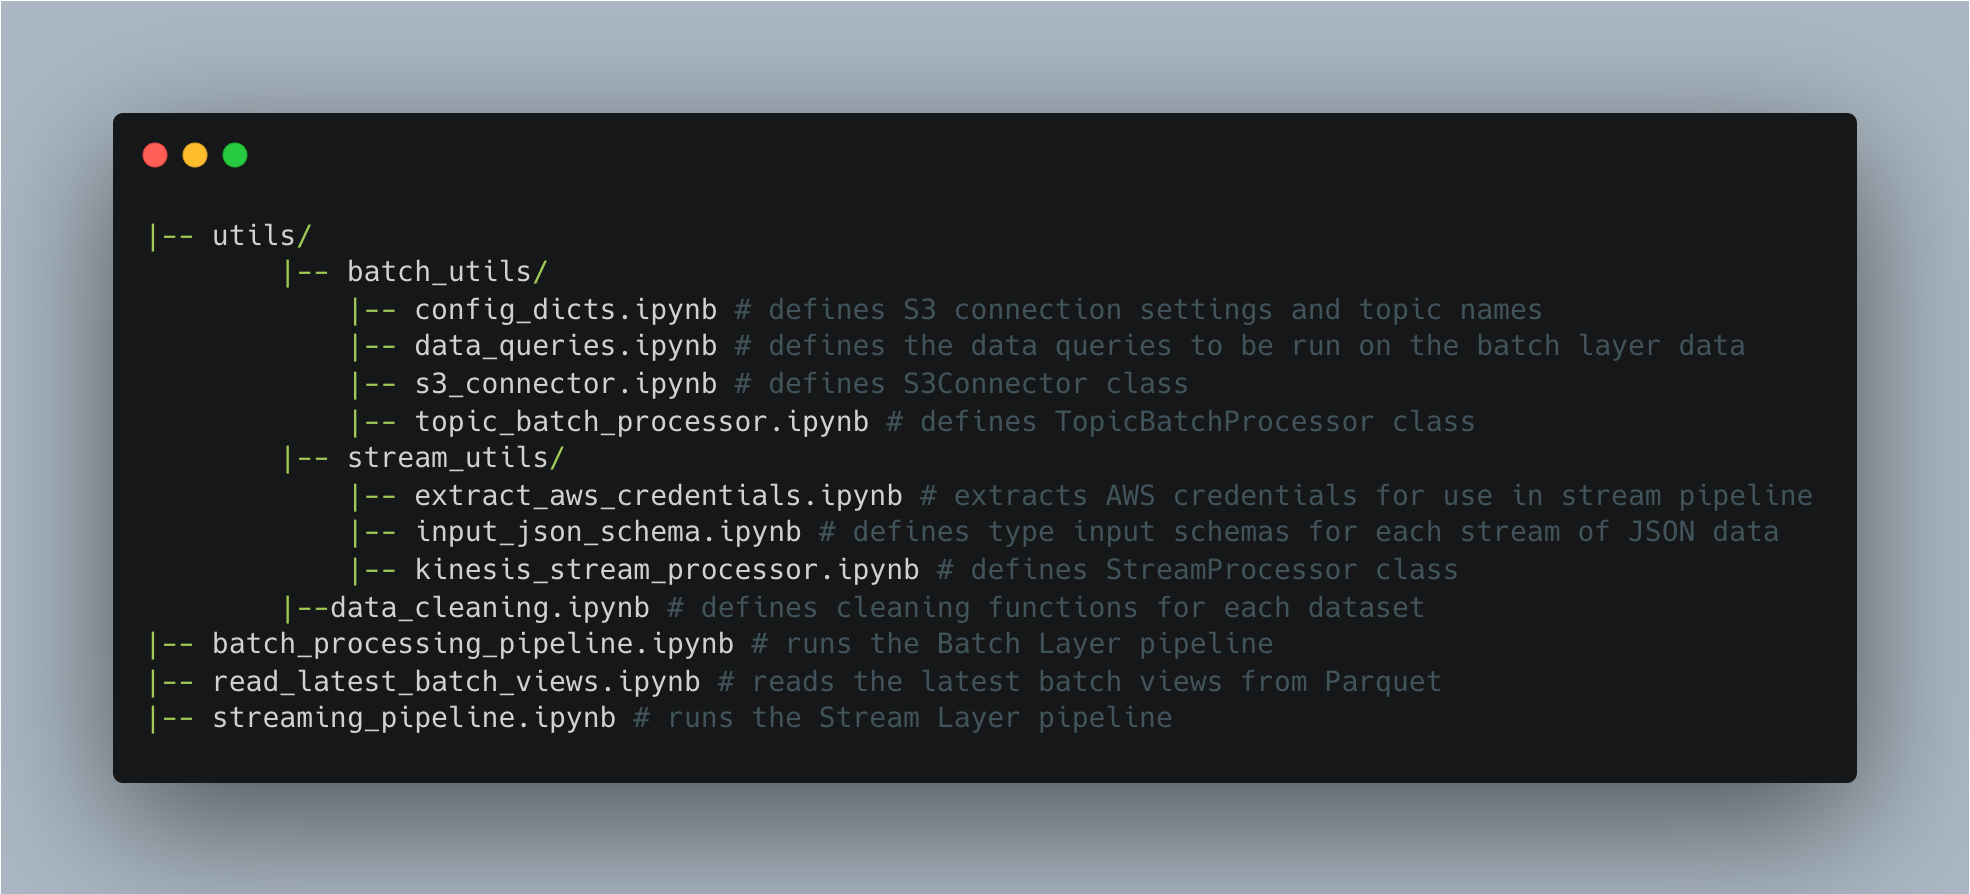 |-- utils/
        |-- batch_utils/
            |-- config_dicts.ipynb # defines S3 connection settings and topic names
            |-- data_queries.ipynb # defines the data queries to be run on the batch layer data
            |-- s3_connector.ipynb # defines S3Connector class
            |-- topic_batch_processor.ipynb # defines TopicBatchProcessor class
        |-- stream_utils/
            |-- extract_aws_credentials.ipynb # extracts AWS credentials for use in stream pipeline
            |-- input_json_schema.ipynb # defines type input schemas for each stream of JSON data
            |-- kinesis_stream_processor.ipynb # defines StreamProcessor class
        |--data_cleaning.ipynb # defines cleaning functions for each dataset
|-- batch_processing_pipeline.ipynb # runs the Batch Layer pipeline
|-- read_latest_batch_views.ipynb # reads the latest batch views from Parquet
|-- streaming_pipeline.ipynb # runs the Stream Layer pipeline